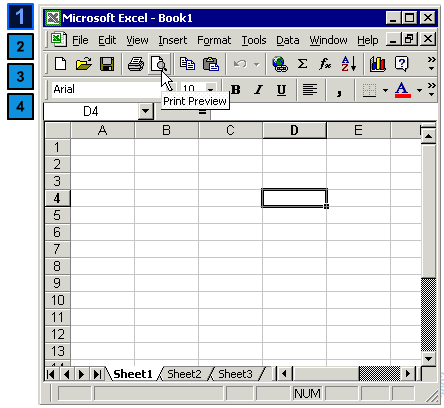 1 Microsoft Excel - Book1
2 File Edit View Insert Format Tools Data Window Help
3
4 Arial 10 B I U ,
D4 =
Print Preview
A B C D E
1
2
3
4
5
6
7
8
9
10
11
12
13
Sheet1 Sheet2 Sheet3
NUM